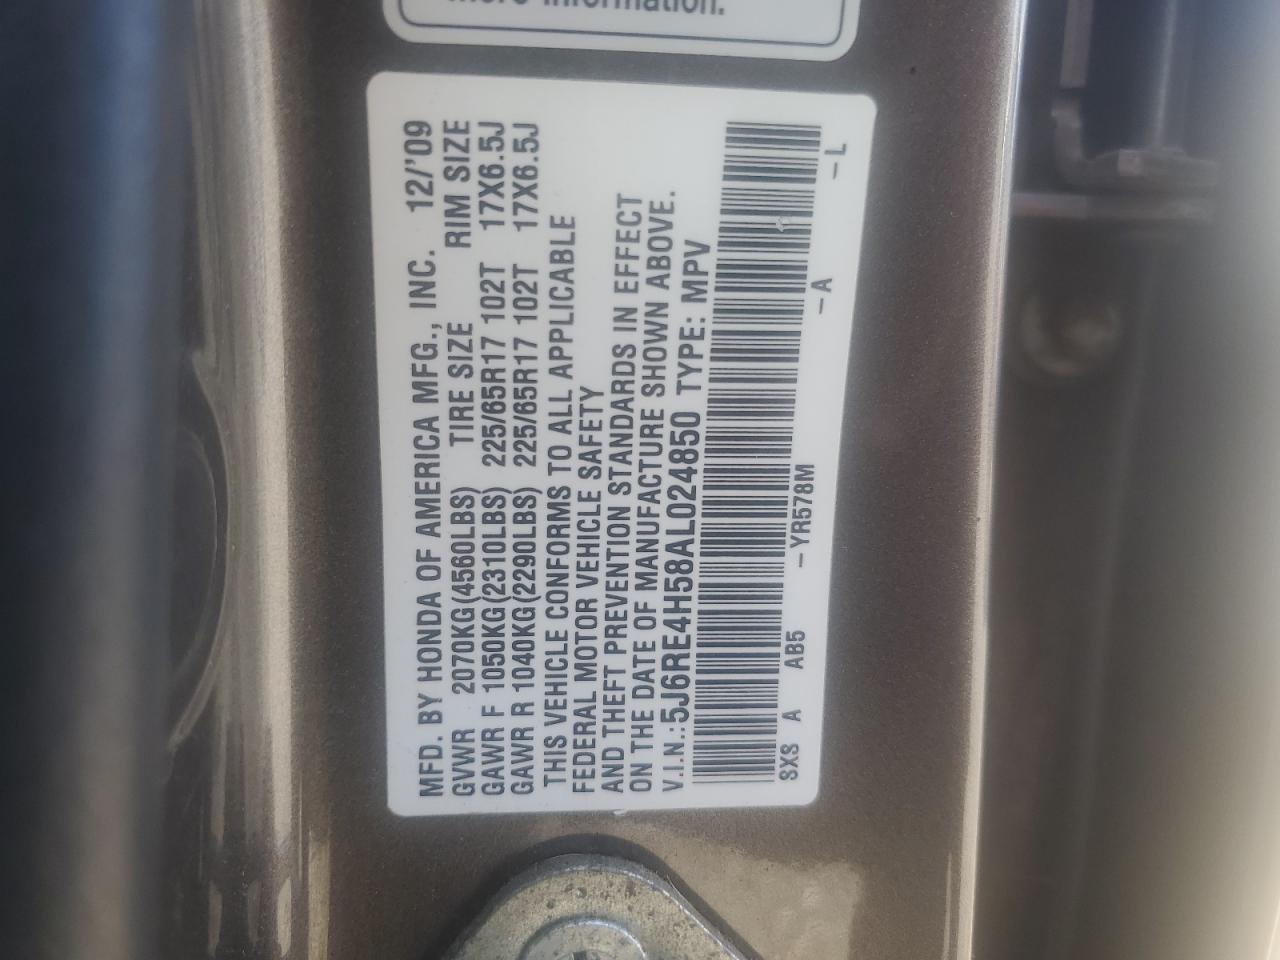 more information.
MFD. BY HONDA OF AMERICA MFG., INC. 12/'09
GVWR 2070KG(4560LBS) TIRE SIZE RIM SIZE
GAWR F 1050KG(2310LBS) 225/65R17 102T 17X6.5J
GAWR R 1040KG(2290LBS) 225/65R17 102T 17X6.5J
THIS VEHICLE CONFORMS TO ALL APPLICABLE
FEDERAL MOTOR VEHICLE SAFETY
AND THEFT PREVENTION STANDARDS IN EFFECT
ON THE DATE OF MANUFACTURE SHOWN ABOVE.
V.I.N.:5J6RE4H58AL024850 TYPE: MPV
SXS A AB5 -YR578M -A -L